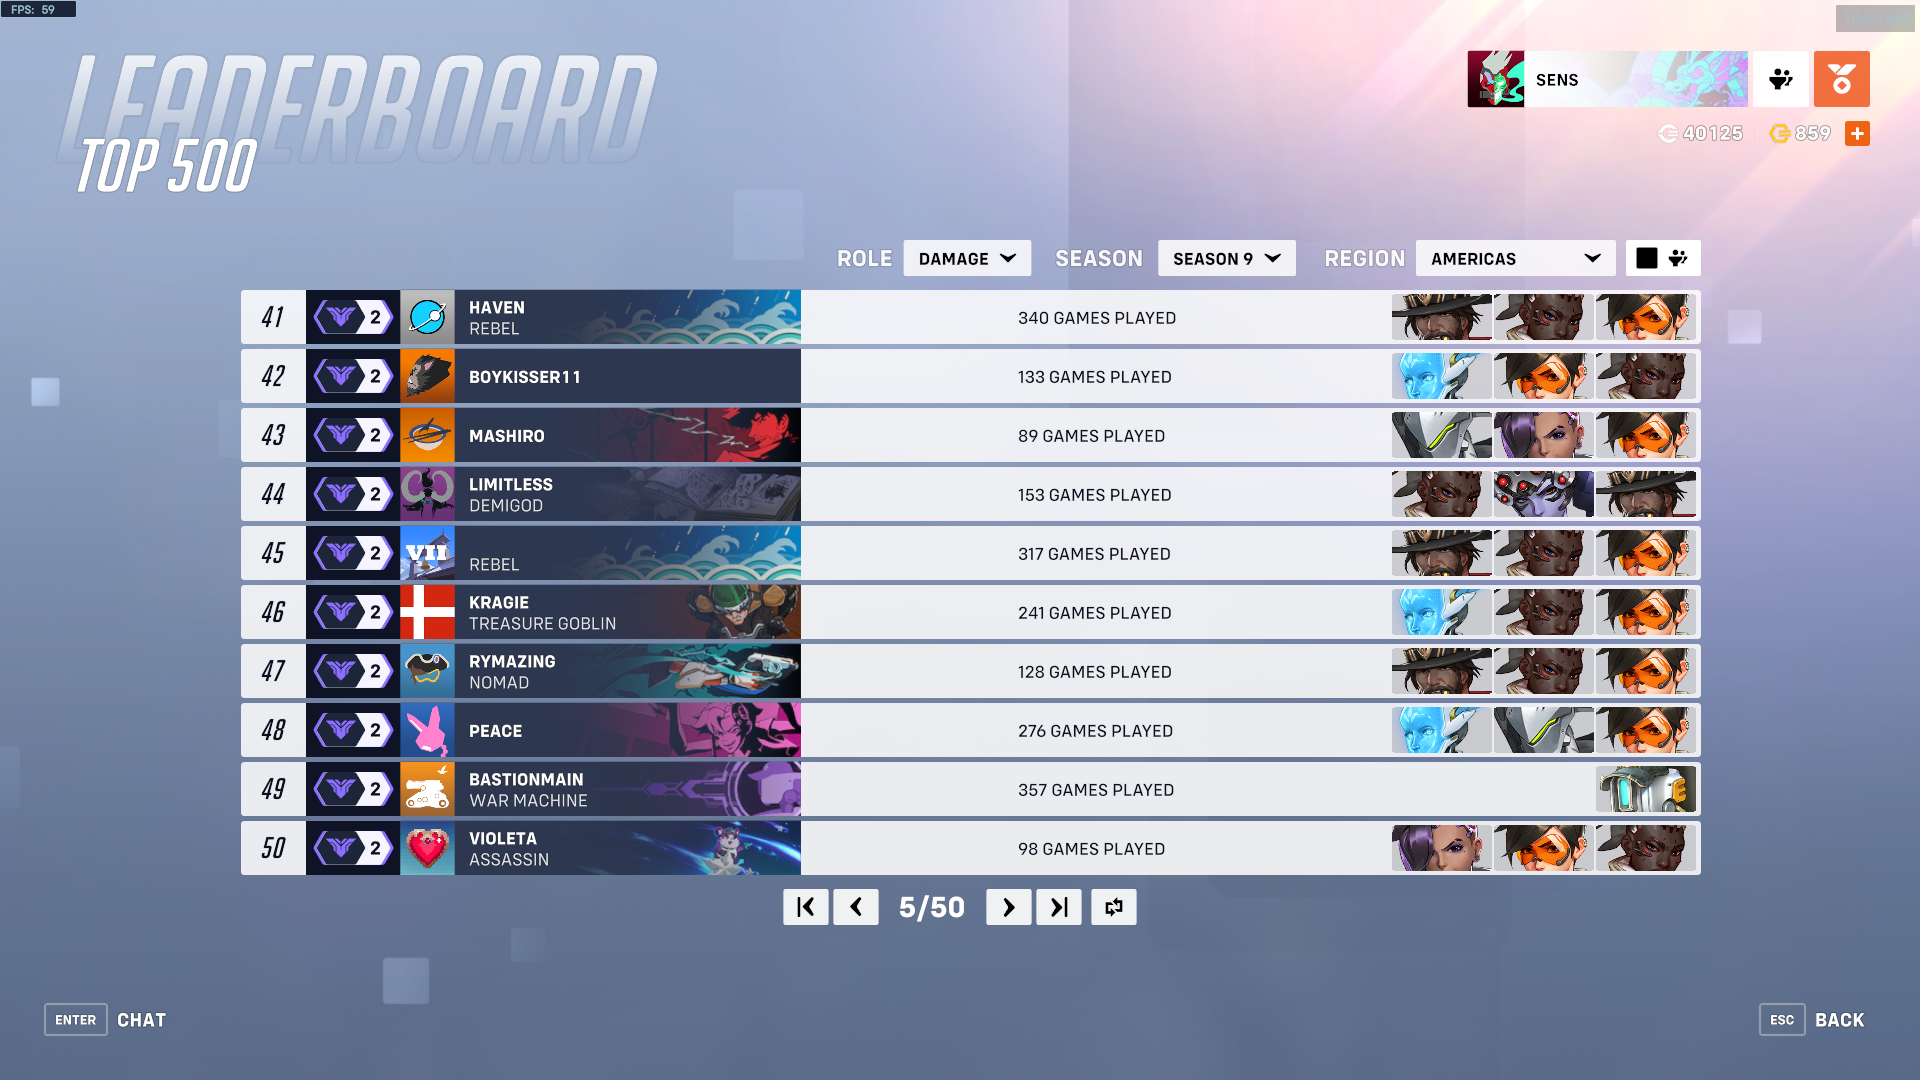 FPS: 59
LEADERBOARD
TOP 500
SENS
40125
859
ROLE DAMAGE SEASON SEASON 9 REGION AMERICAS
41 2 HAVEN 340 GAMES PLAYED
REBEL
42 2 BOYKISSER11 133 GAMES PLAYED
43 2 MASHIRO 89 GAMES PLAYED
44 2 LIMITLESS 153 GAMES PLAYED
DEMIGOD
45 2 VII REBEL 317 GAMES PLAYED
46 2 KRAGIE 241 GAMES PLAYED
TREASURE GOBLIN
47 2 RYMAZING 128 GAMES PLAYED
NOMAD
48 2 PEACE 276 GAMES PLAYED
49 2 BASTIONMAIN 357 GAMES PLAYED
WAR MACHINE
50 2 VIOLETA 98 GAMES PLAYED
ASSASSIN
5/50
ENTER CHAT
ESC BACK